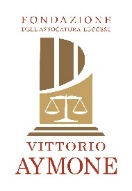 FONDAZIONE
DELL'AVVOCATURA LECCESE
VITTORIO
AYMONE